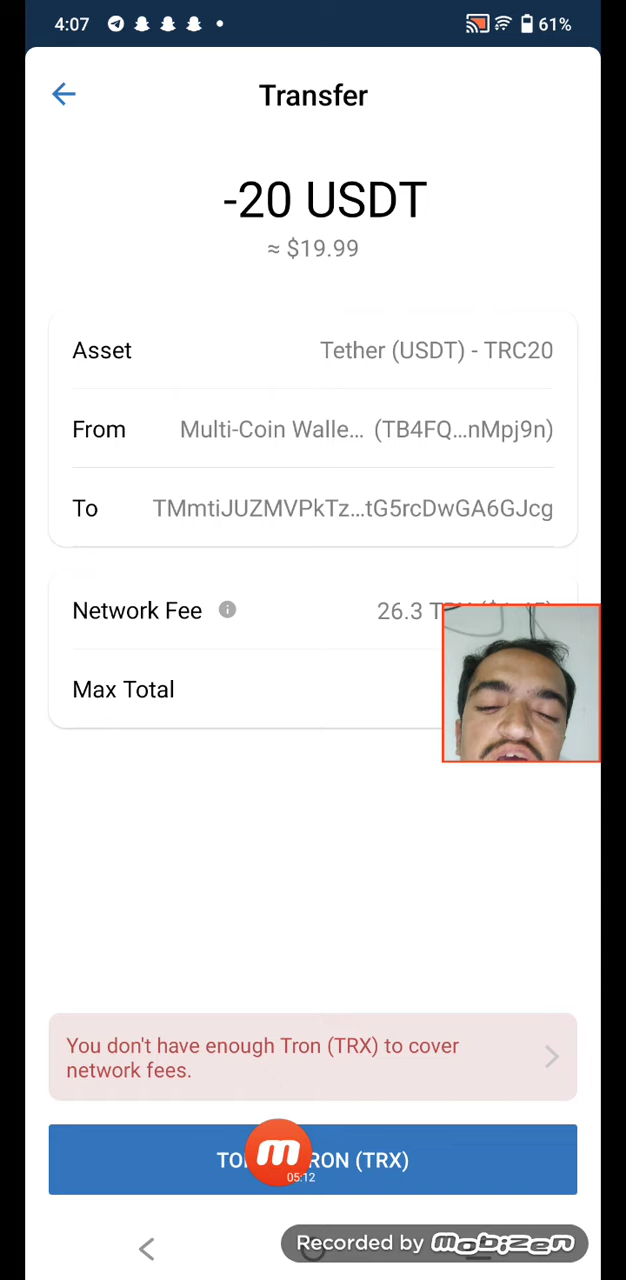 4:07
61%
Transfer
-20 USDT
≈ $19.99
Asset
Tether (USDT) - TRC20
From
Multi-Coin Walle... (TB4FQ...nMpj9n)
To
TMmtiJUZMVPkTz...tG5rcDwGA6GJcg
Network Fee
26.3
Max Total
You don't have enough Tron (TRX) to cover
network fees.
(TRX)
05:12
Recorded by mobizen